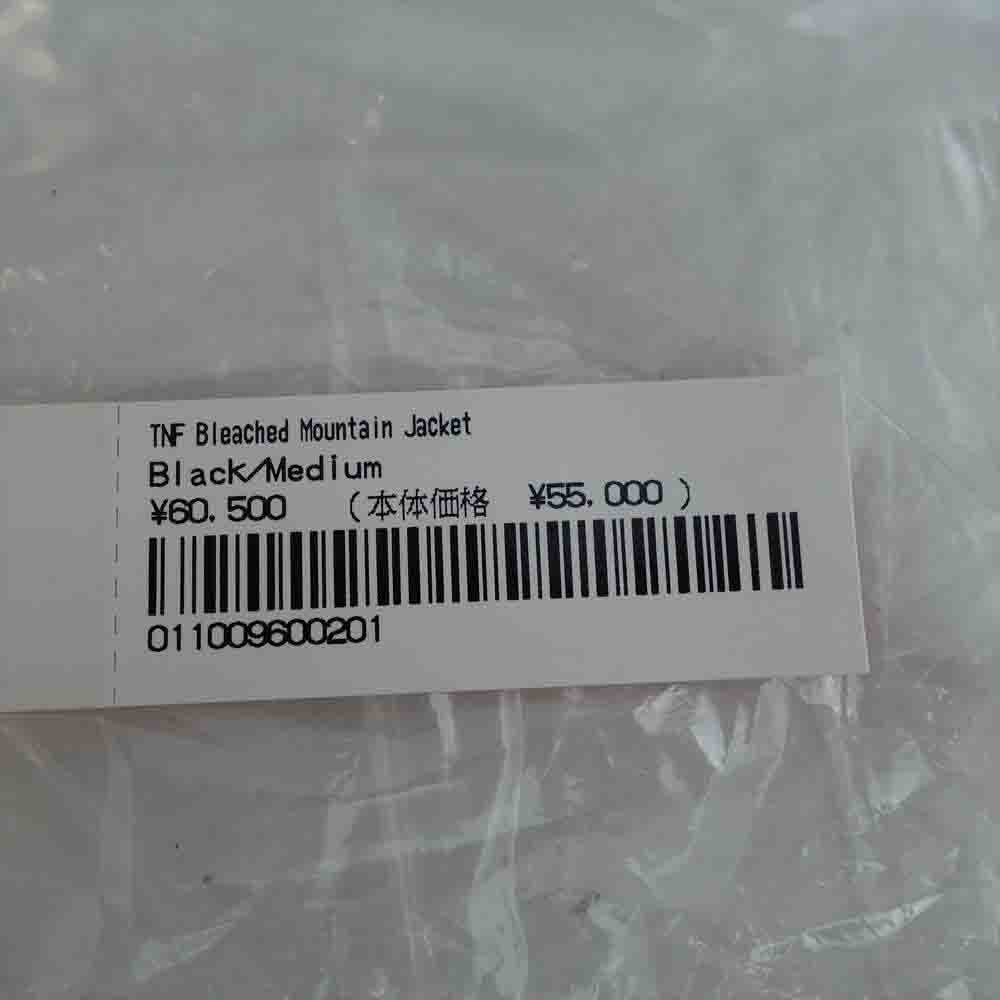 TNF Bleached Mountain Jacket
Black/Medium
¥60,500 (本体価格 ¥55,000)
011009600201